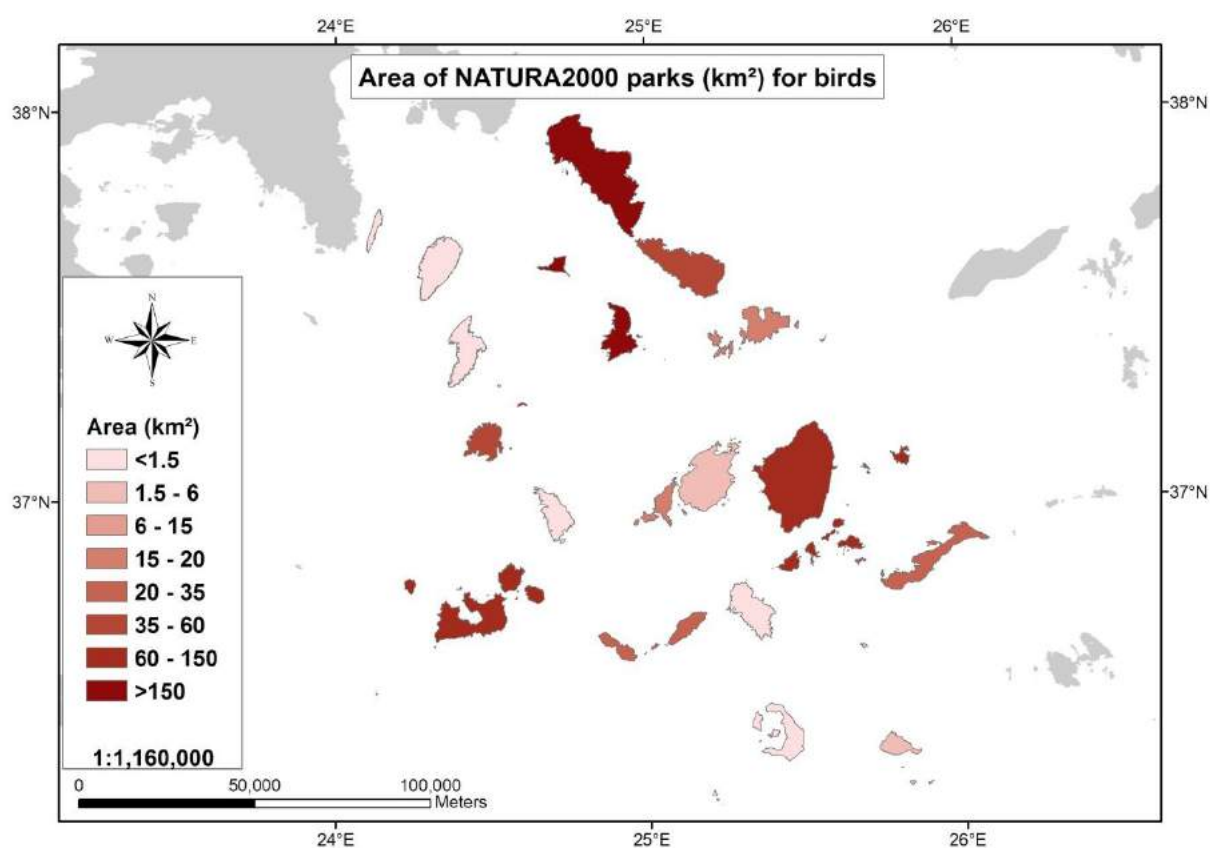 24°E 25°E 26°E
Area of NATURA2000 parks (km²) for birds
38°N 38°N
N
W E
S
Area (km²)
<1.5
1.5 - 6
6 - 15
15 - 20
20 - 35
35 - 60
60 - 150
>150
37°N 37°N
1:1,160,000
0 50,000 100,000
Meters
24°E 25°E 26°E